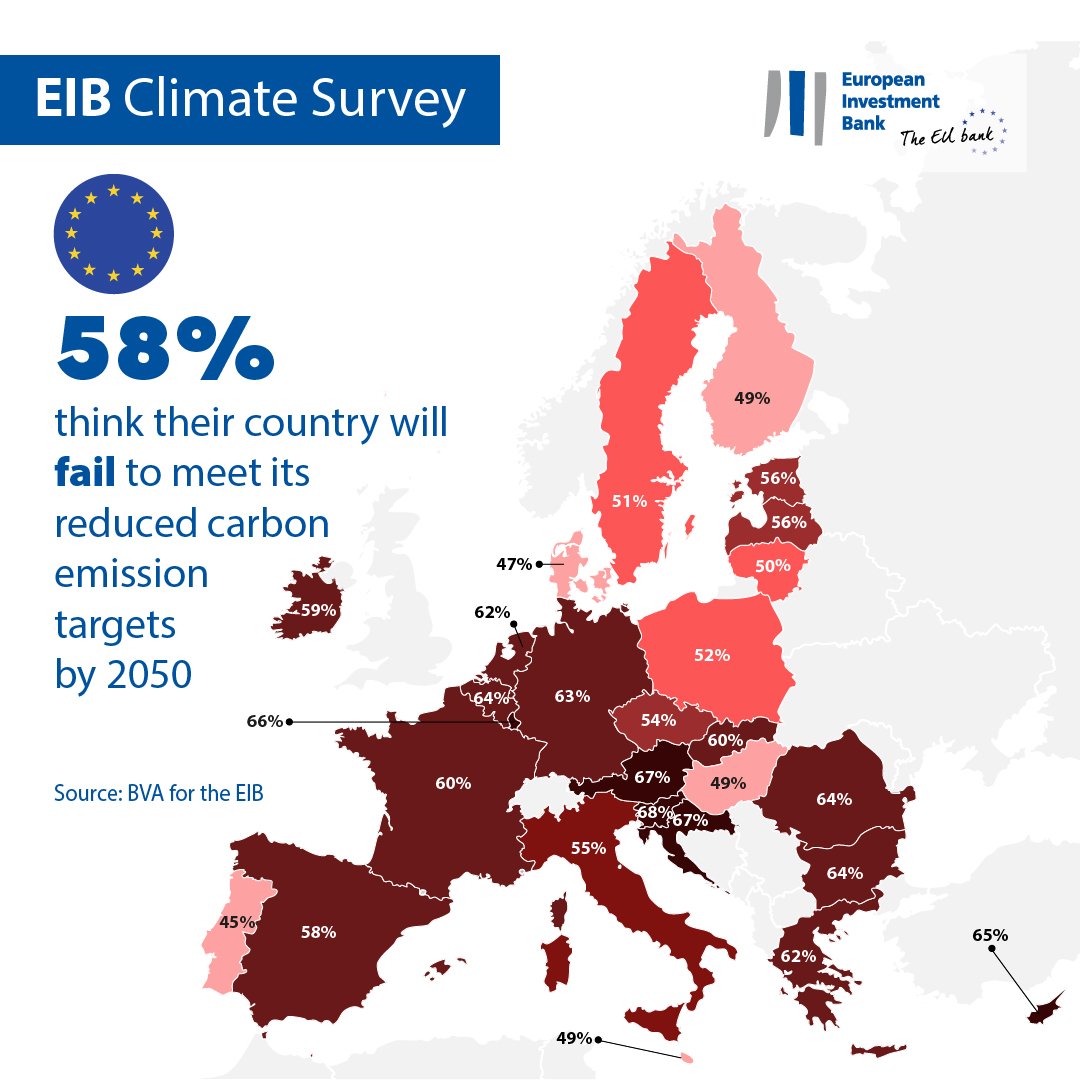 EIB Climate Survey
European
Investment
Bank
The EU bank
58%
think their country will
fail to meet its
reduced carbon
emission
targets
by 2050
Source: BVA for the EIB
49%
51%
56%
56%
50%
47%
59%
62%
52%
64%
63%
66%
54%
60%
60%
67%
49%
64%
68%
67%
55%
64%
45%
58%
62%
65%
49%